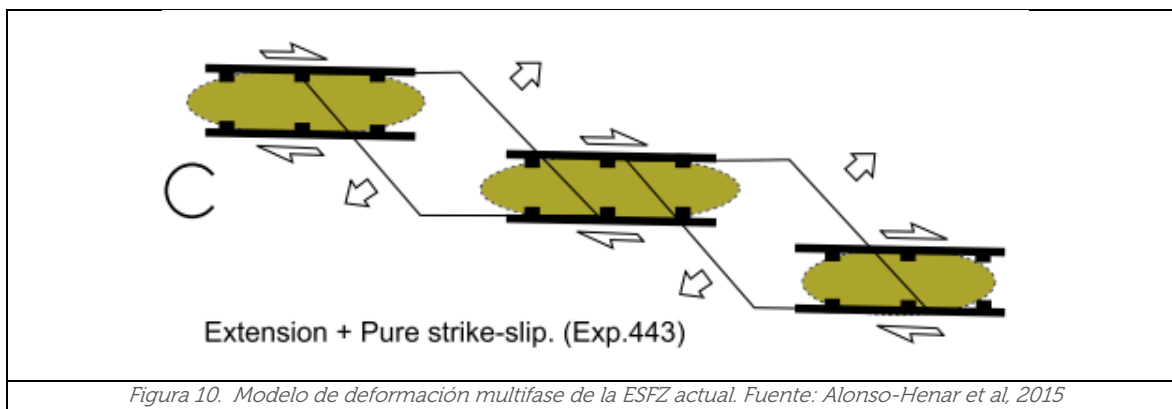 C
Extension + Pure strike-slip. (Exp.443)
Figura 10. Modelo de deformación multifase de la ESFZ actual. Fuente: Alonso-Henar et al, 2015